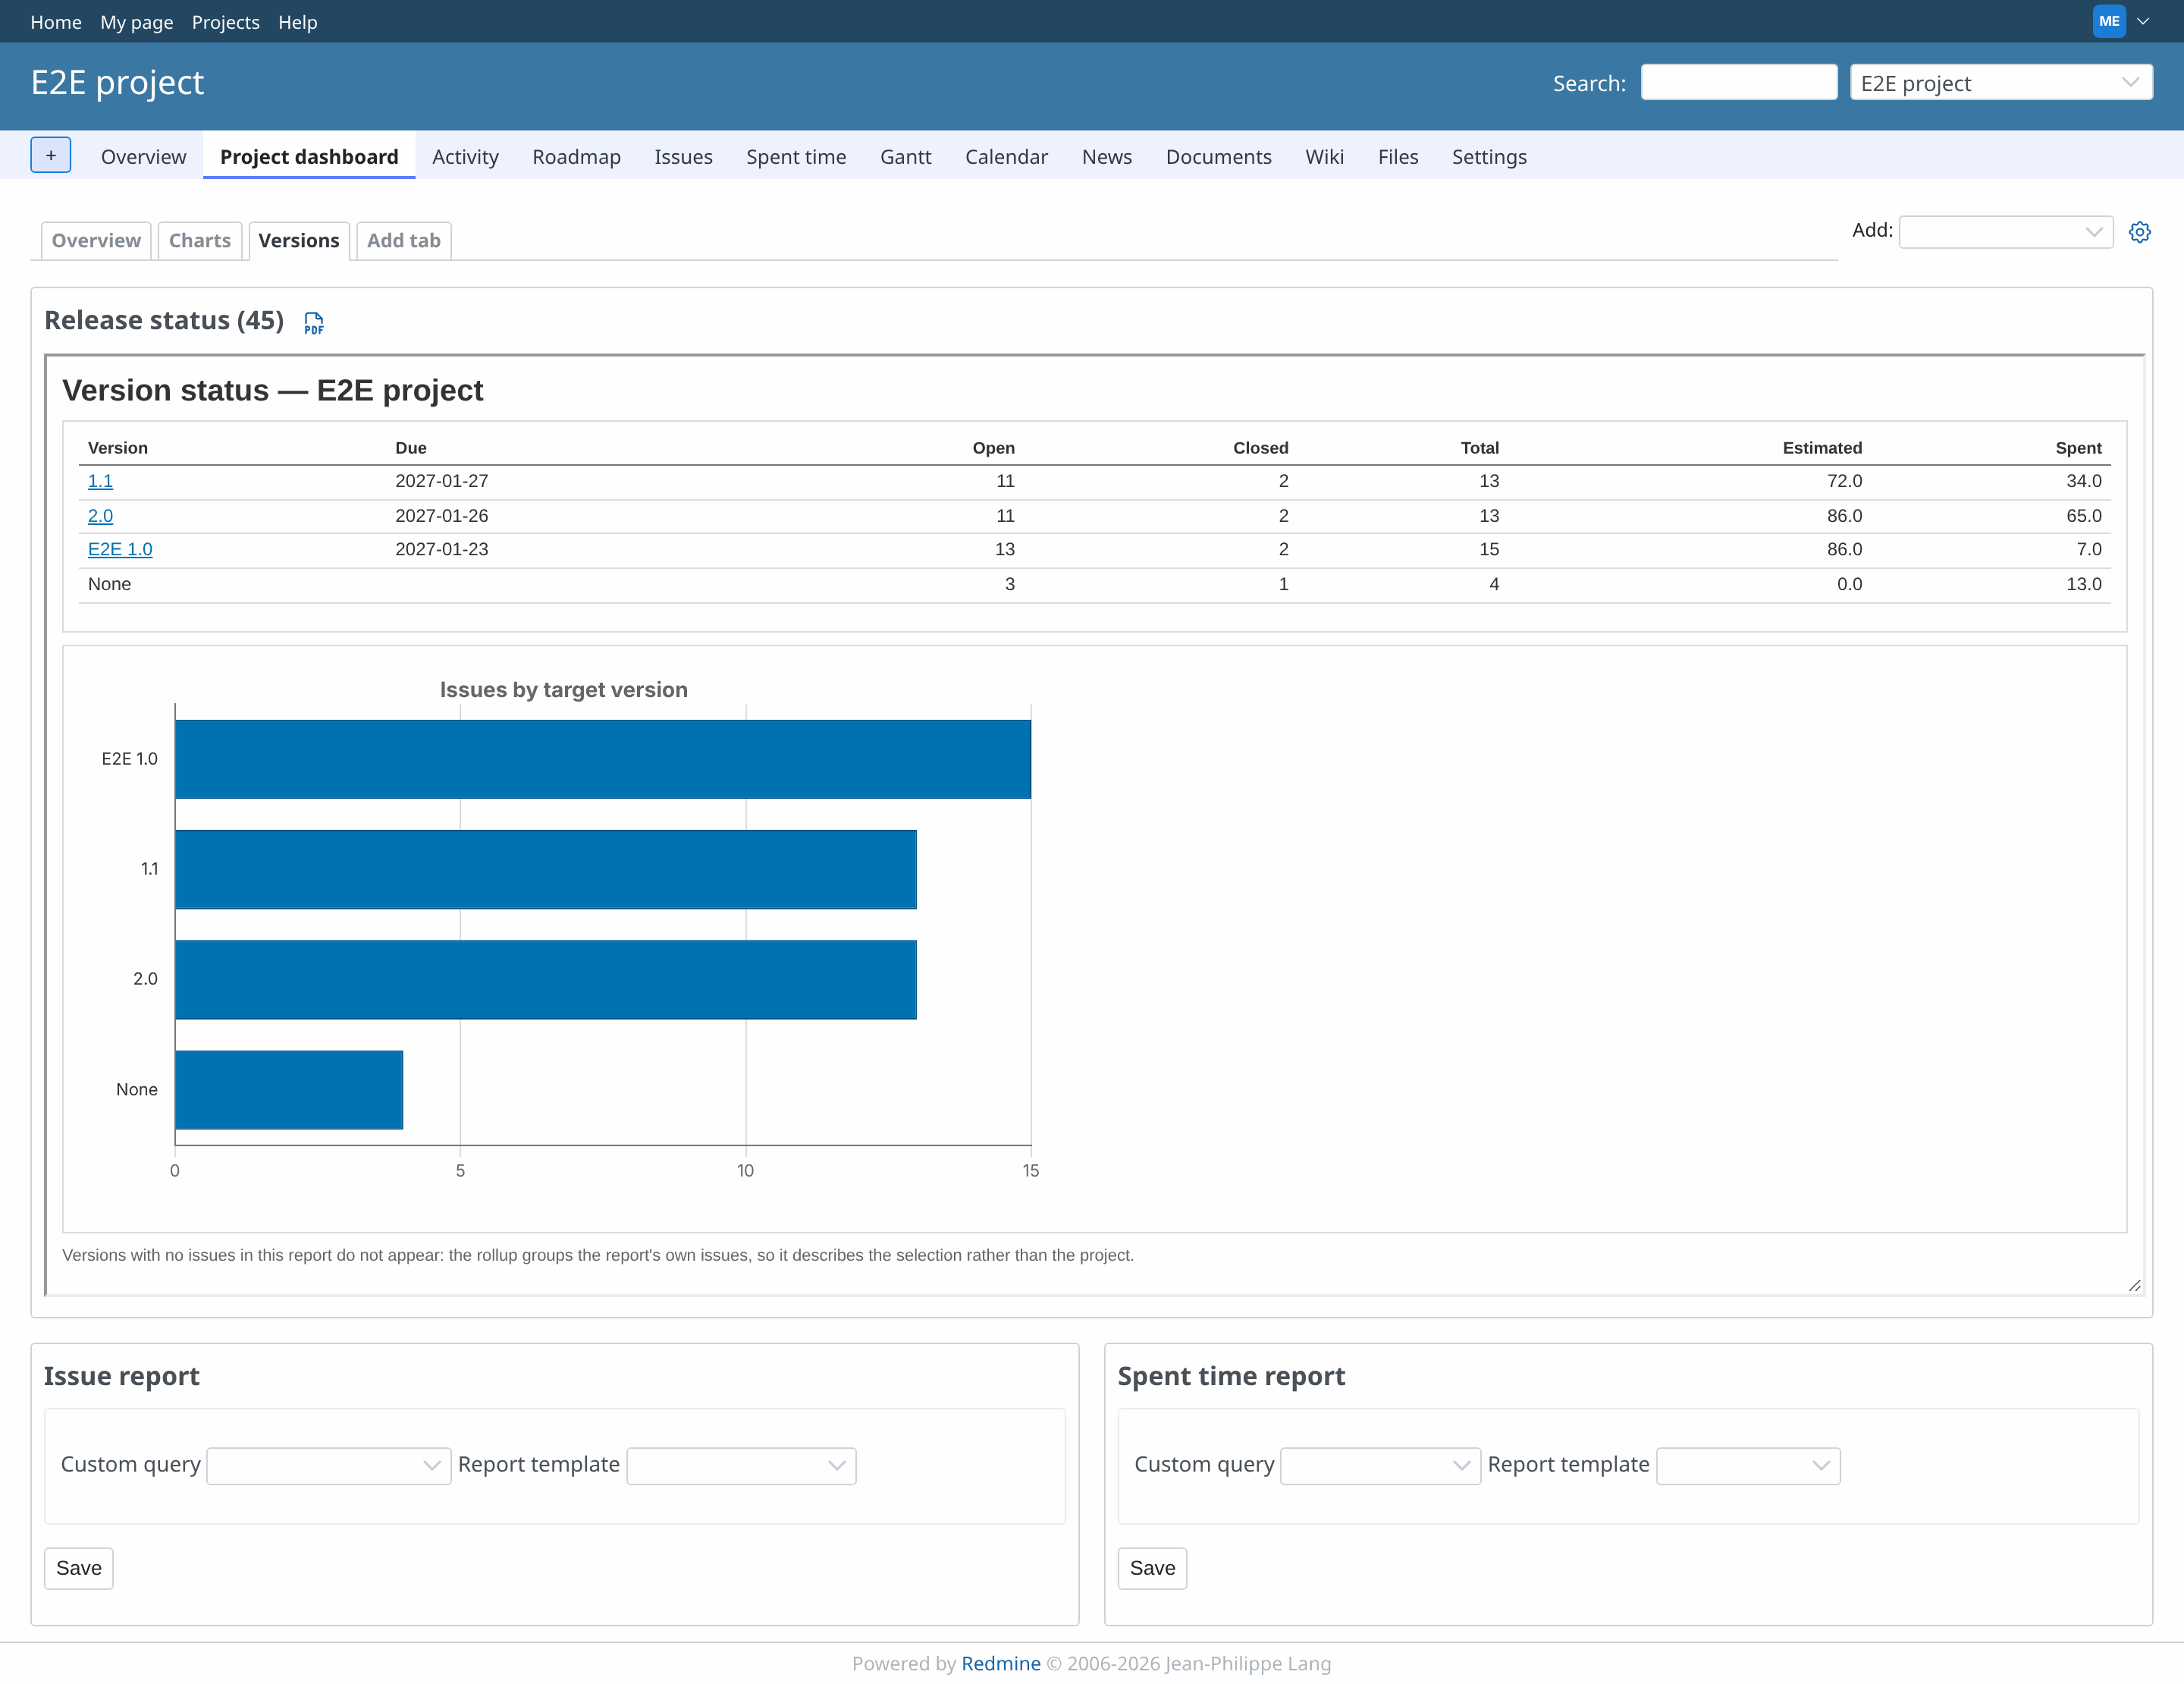 Home My page Projects Help ME
E2E project
Search: E2E project
+ Overview Project dashboard Activity Roadmap Issues Spent time Gantt Calendar News Documents Wiki Files Settings
Overview Charts Versions Add tab Add:
Release status (45) PDF
Version status — E2E project
Version Due Open Closed Total Estimated Spent
1.1 2027-01-27 11 2 13 72.0 34.0
2.0 2027-01-26 11 2 13 86.0 65.0
E2E 1.0 2027-01-23 13 2 15 86.0 7.0
None 3 1 4 0.0 13.0
Issues by target version
E2E 1.0
1.1
2.0
None
0 5 10 15
Versions with no issues in this report do not appear: the rollup groups the report's own issues, so it describes the selection rather than the project.
Issue report
Custom query Report template
Save
Spent time report
Custom query Report template
Save
Powered by Redmine © 2006-2026 Jean-Philippe Lang